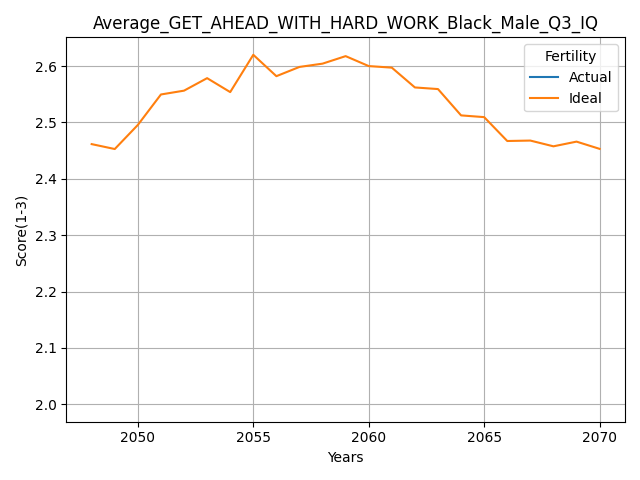 Average_GET_AHEAD_WITH_HARD_WORK_Black_Male_Q3_IQ
Fertility
Actual
Ideal
2.6
2.5
2.4
2.3
2.2
2.1
2.0
Score(1-3)
2050 2055 2060 2065 2070
Years